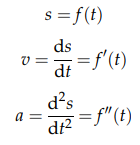 s = f(t)
v = ds/dt = f′(t)
a = d²s/dt² = f″(t)